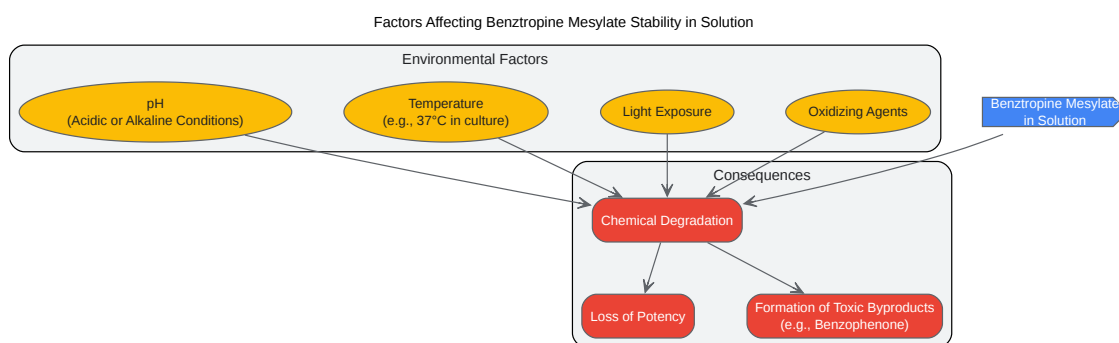 Factors Affecting Benztropine Mesylate Stability in Solution
Environmental Factors
pH
(Acidic or Alkaline Conditions)
Temperature
(e.g., 37°C in culture)
Light Exposure
Oxidizing Agents
Benztropine Mesylate
in Solution
Consequences
Chemical Degradation
Loss of Potency
Formation of Toxic Byproducts
(e.g., Benzophenone)